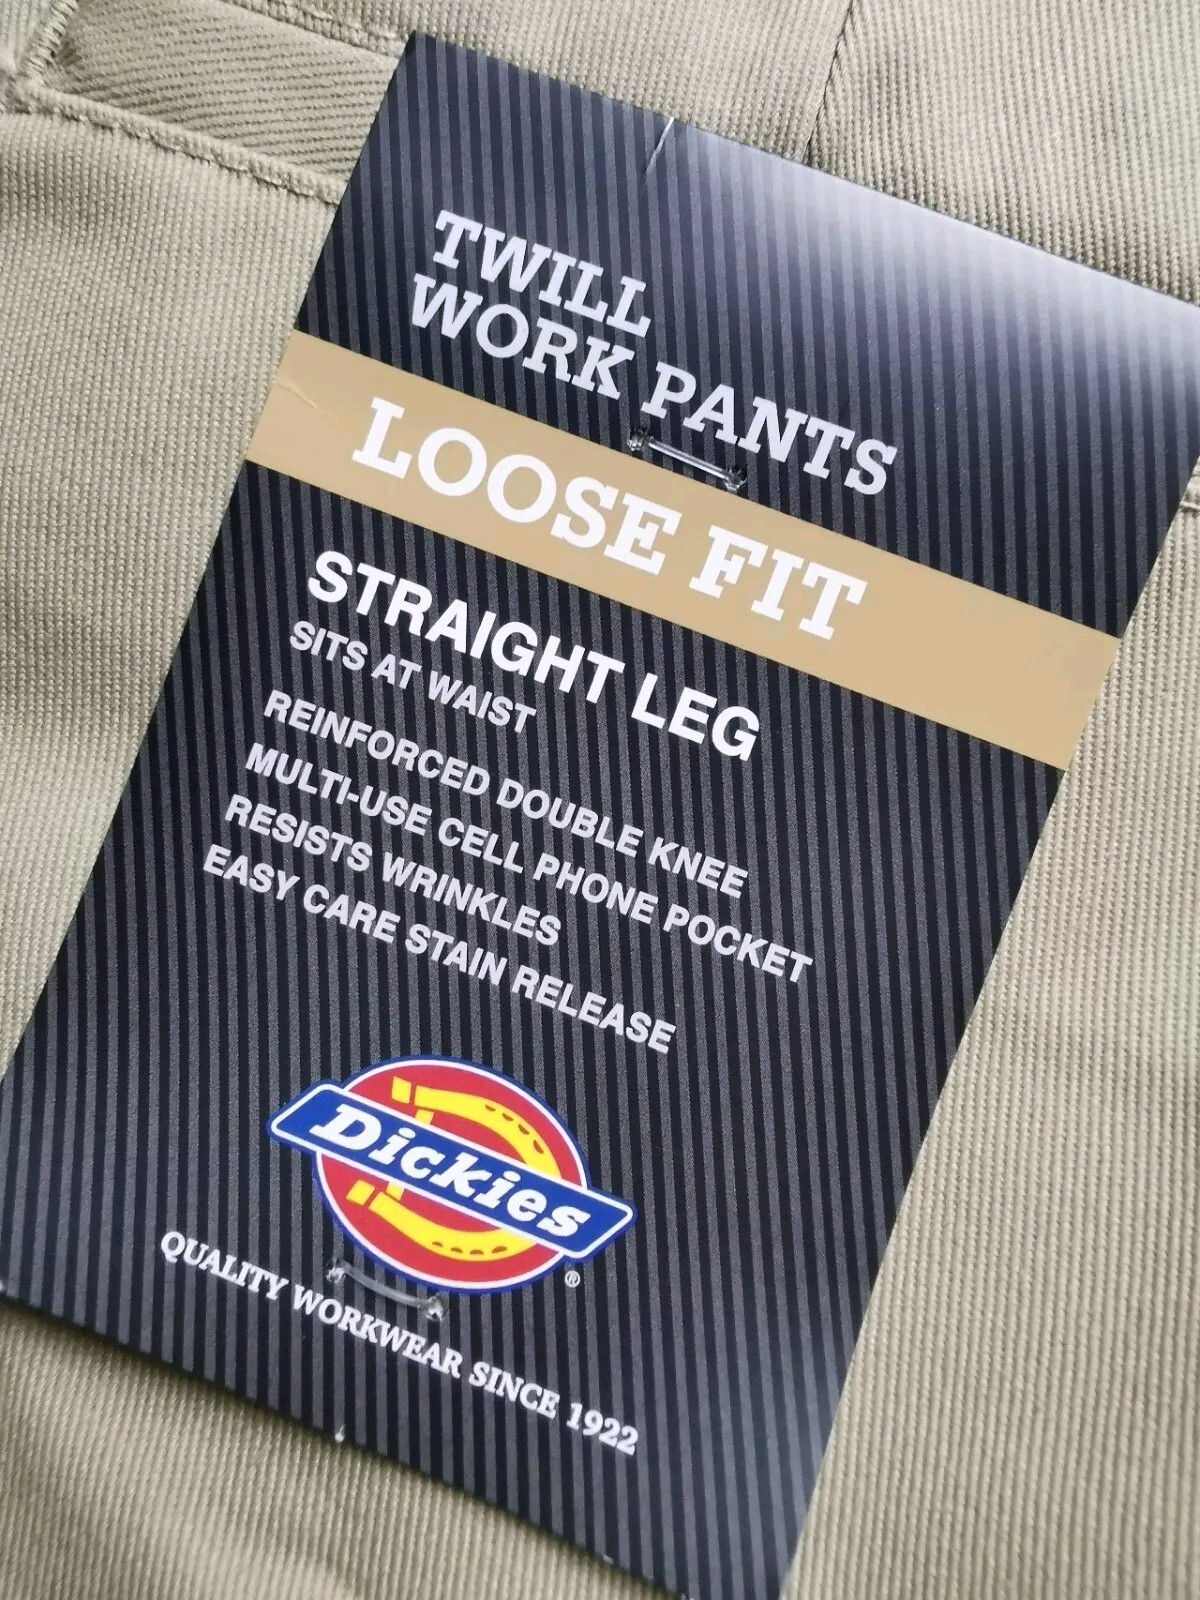 TWILL
WORK PANTS
LOOSE FIT
STRAIGHT LEG
SITS AT WAIST
REINFORCED DOUBLE KNEE
MULTI-USE CELL PHONE POCKET
RESISTS WRINKLES
EASY CARE STAIN RELEASE
Dickies
®
QUALITY WORKWEAR SINCE 1922